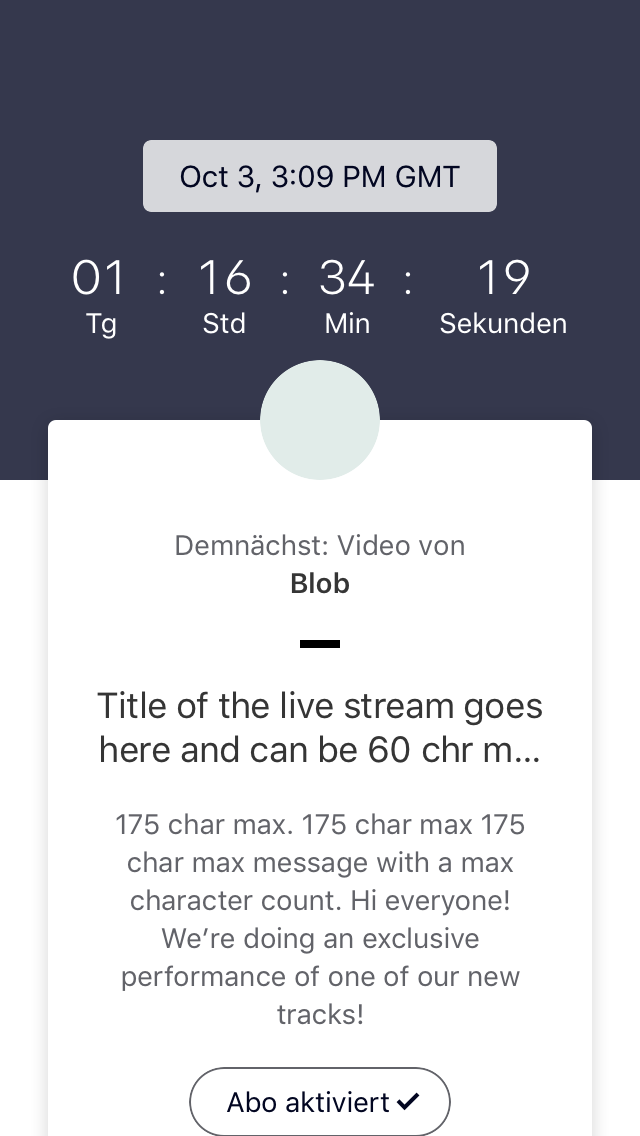 Oct 3, 3:09 PM GMT
01 : 16 : 34 : 19
Tg Std Min Sekunden
Demnächst: Video von
Blob
Title of the live stream goes
here and can be 60 chr m...
175 char max. 175 char max 175
char max message with a max
character count. Hi everyone!
We’re doing an exclusive
performance of one of our new
tracks!
Abo aktiviert ✓